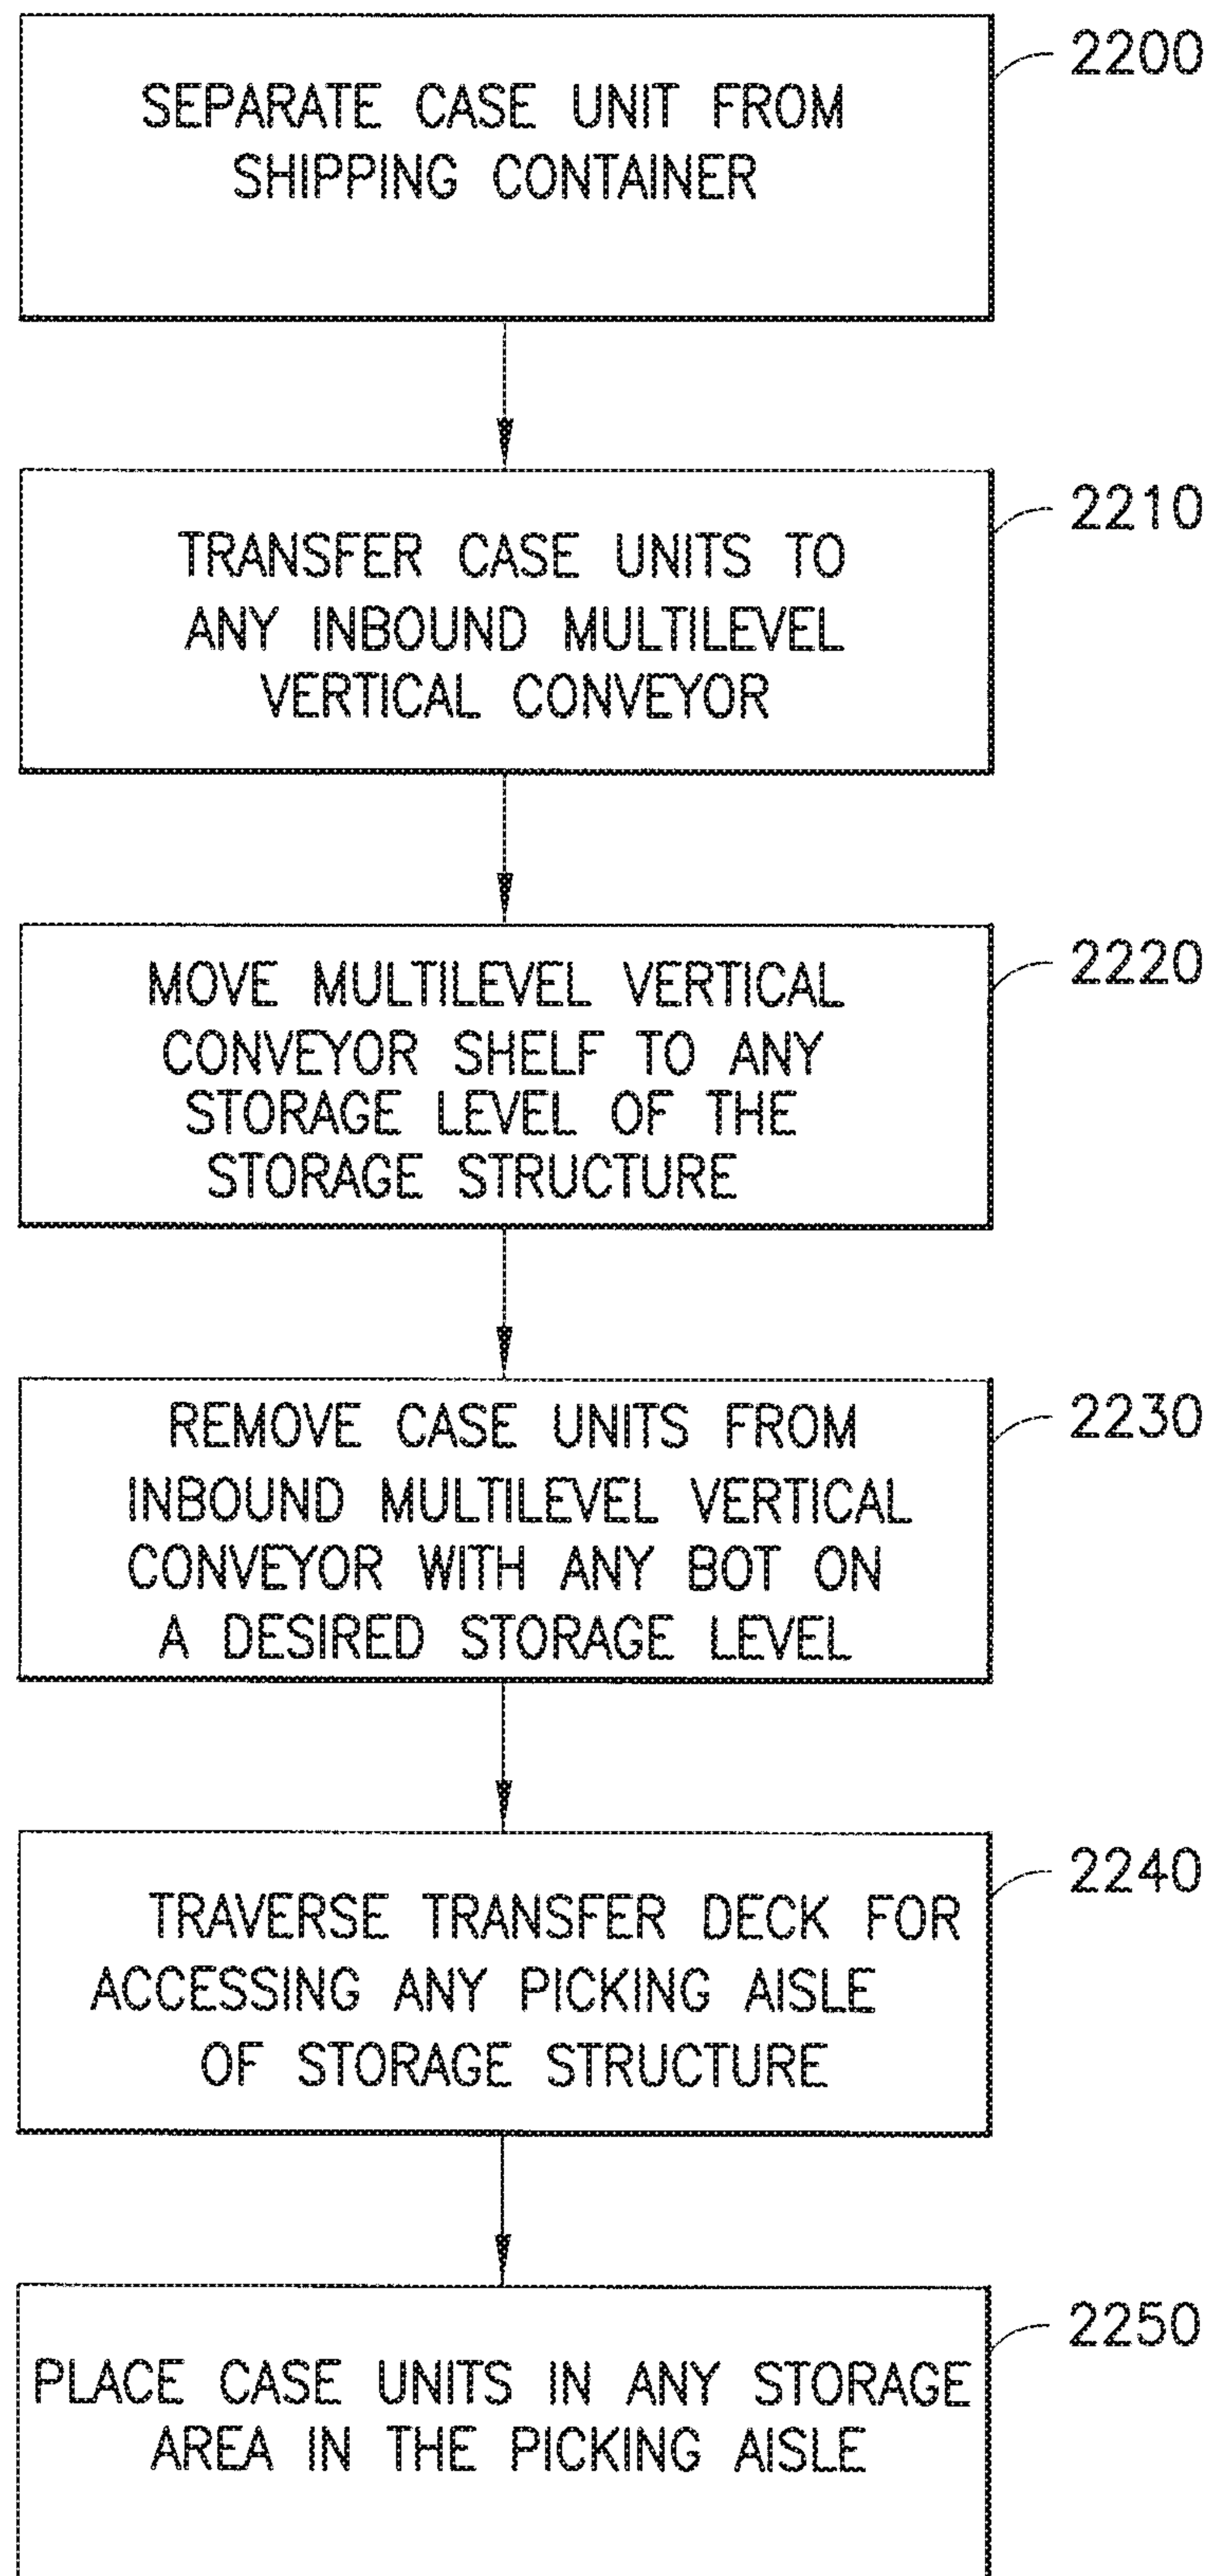 SEPARATE CASE UNIT FROM
SHIPPING CONTAINER
2200
TRANSFER CASE UNITS TO
ANY INBOUND MULTILEVEL
VERTICAL CONVEYOR
2210
MOVE MULTILEVEL VERTICAL
CONVEYOR SHELF TO ANY
STORAGE LEVEL OF THE
STORAGE STRUCTURE
2220
REMOVE CASE UNITS FROM
INBOUND MULTILEVEL VERTICAL
CONVEYOR WITH ANY BOT ON
A DESIRED STORAGE LEVEL
2230
TRAVERSE TRANSFER DECK FOR
ACCESSING ANY PICKING AISLE
OF STORAGE STRUCTURE
2240
PLACE CASE UNITS IN ANY STORAGE
AREA IN THE PICKING AISLE
2250